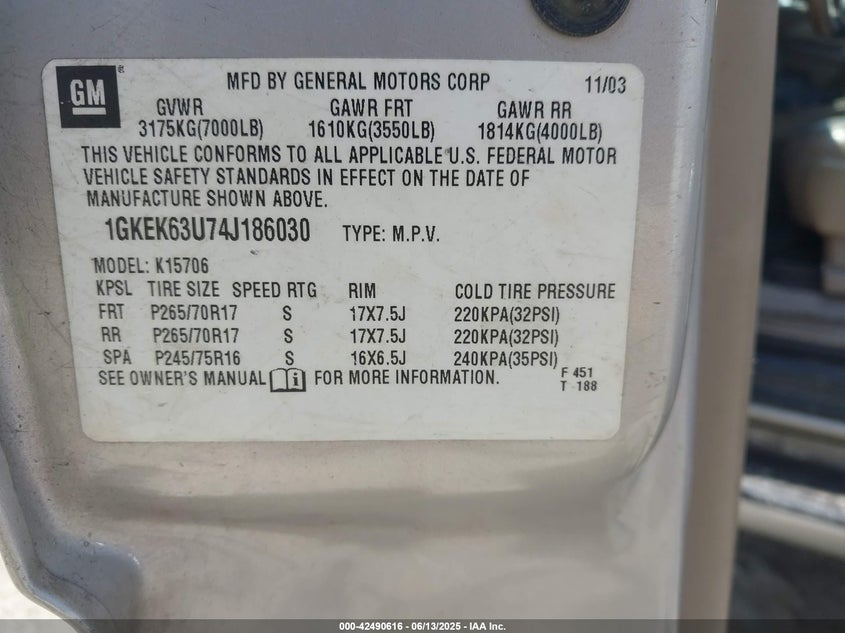 GM
MFD BY GENERAL MOTORS CORP 11/03
GVWR GAWR FRT GAWR RR
3175KG(7000LB) 1610KG(3550LB) 1814KG(4000LB)
THIS VEHICLE CONFORMS TO ALL APPLICABLE U.S. FEDERAL MOTOR
VEHICLE SAFETY STANDARDS IN EFFECT ON THE DATE OF
MANUFACTURE SHOWN ABOVE.
1GKEK63U74J186030 TYPE: M.P.V.
MODEL: K15706
KPSL TIRE SIZE SPEED RTG RIM COLD TIRE PRESSURE
FRT P265/70R17 S 17X7.5J 220KPA(32PSI)
RR P265/70R17 S 17X7.5J 220KPA(32PSI)
SPA P245/75R16 S 16X6.5J 240KPA(35PSI)
SEE OWNER'S MANUAL i FOR MORE INFORMATION.
F 451
T 188
000-42490616 - 06/13/2025 - IAA Inc.